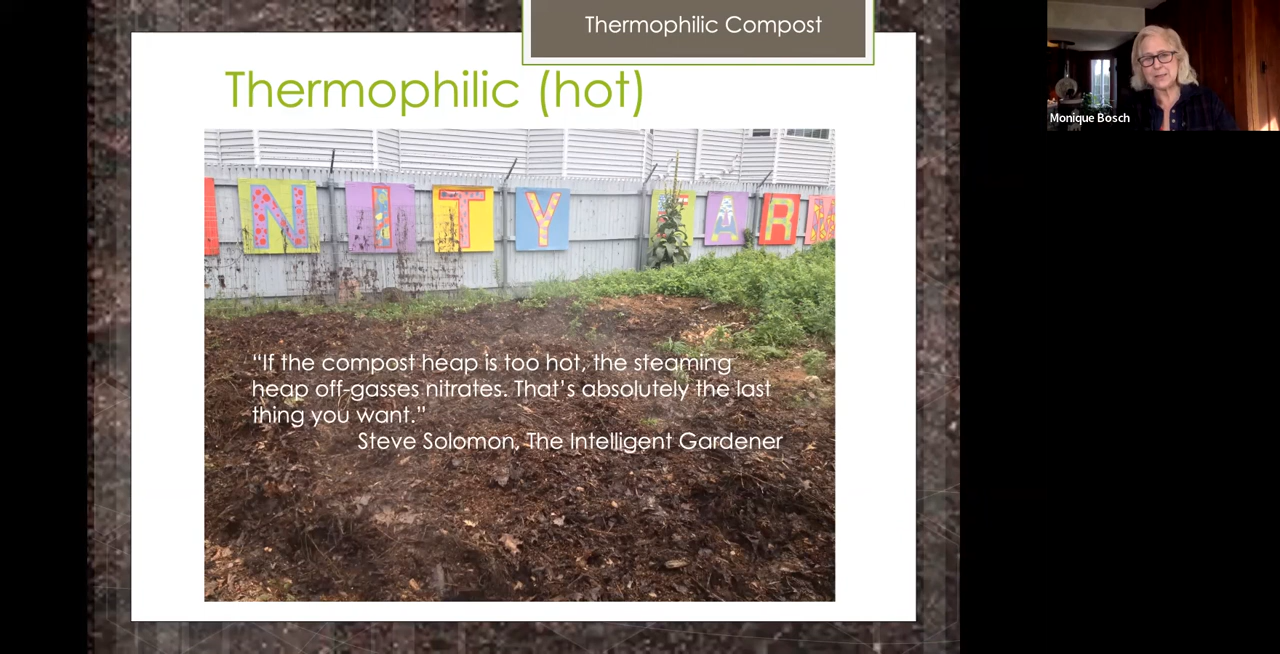 Thermophilic Compost
Thermophilic (hot)
NITY FARM
“If the compost heap is too hot, the steaming
heap off-gasses nitrates. That’s absolutely the last
thing you want.”
Steve Solomon, The Intelligent Gardener
Monique Bosch